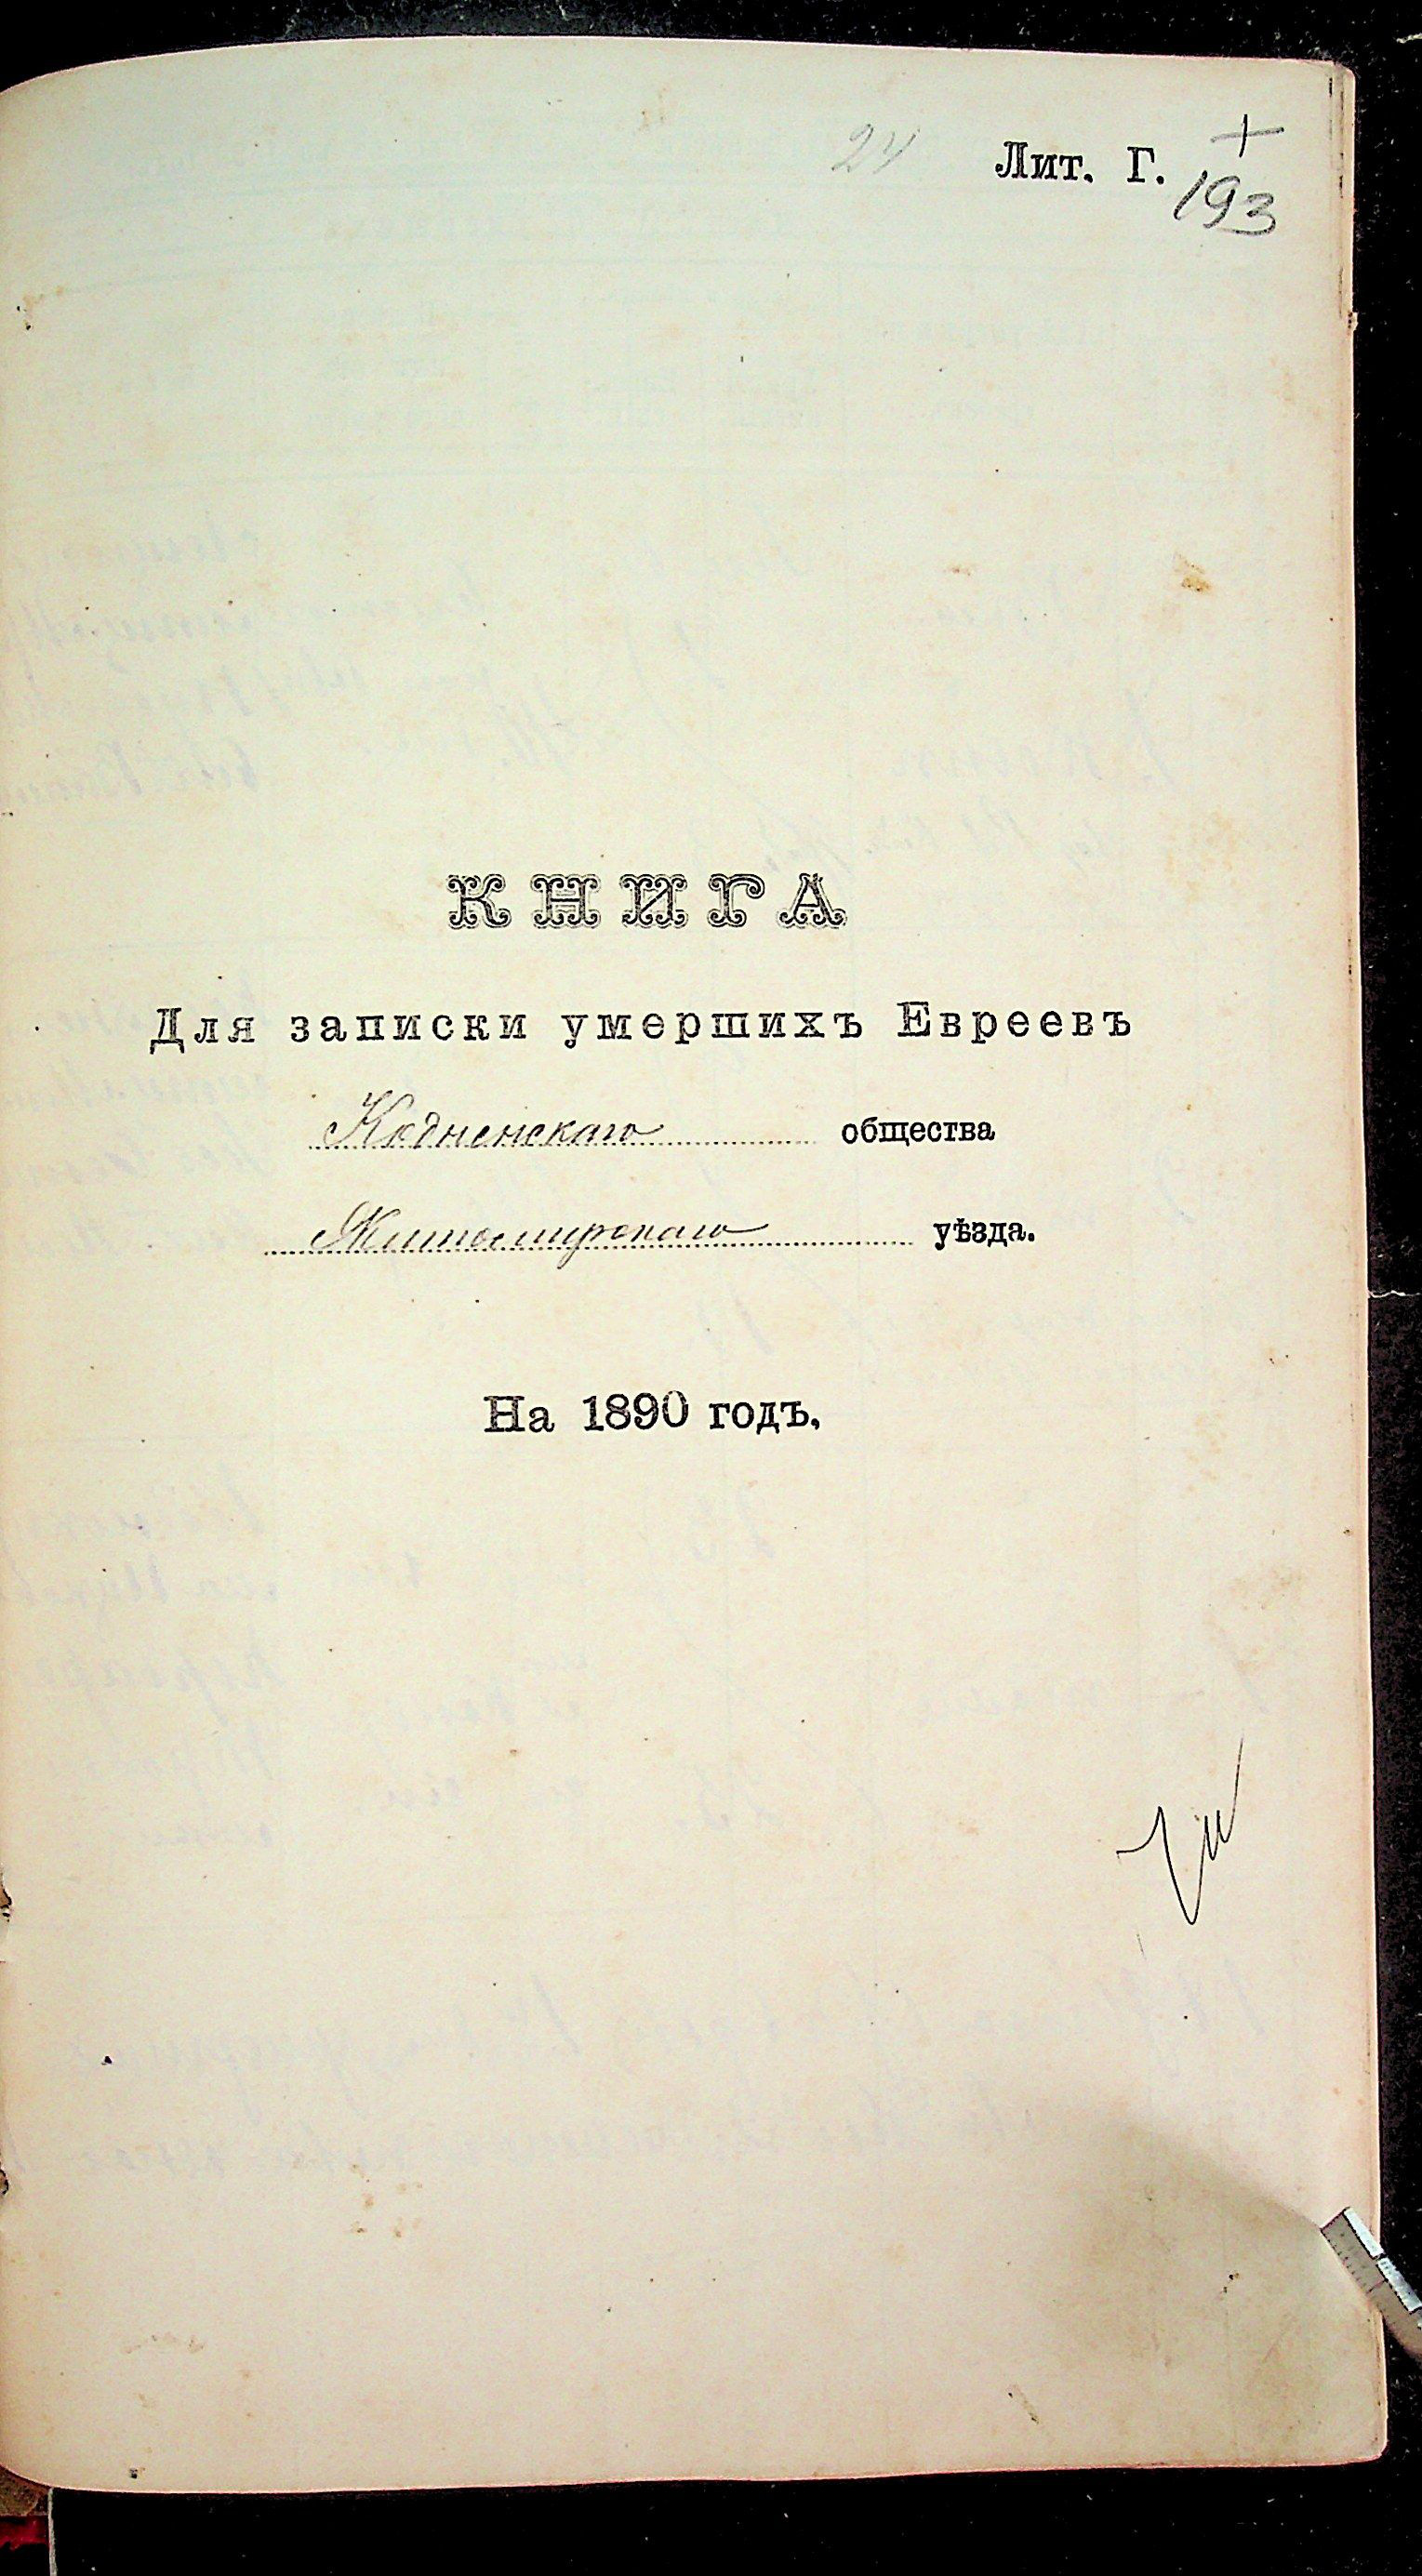 24
Лит. Г.
193
КНИГА
Для записки умершихъ Евреевъ
Кодненскаго общества
Житомирскаго уѣзда.
На 1890 годъ,